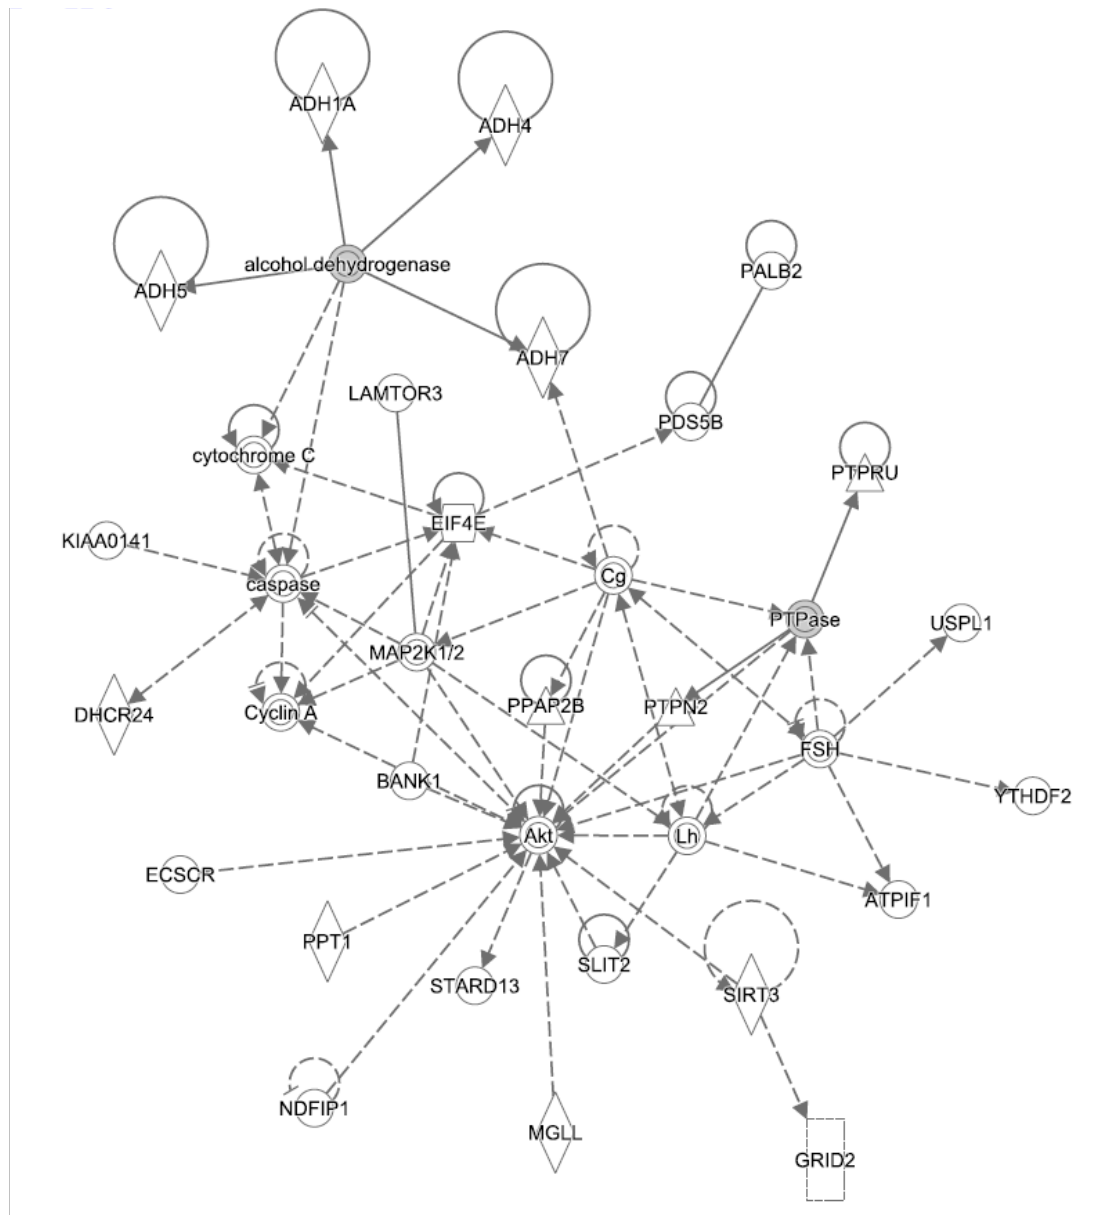 ADH1A
ADH4
alcohol dehydrogenase
PALB2
ADH5
ADH7
LAMTOR3
PDS5B
cytochrome C
PTPRU
EIF4E
KIAA0141
Cg
caspase
PTPase
USPL1
MAP2K1/2
PPAP2B
PTPN2
DHCR24
Cyclin A
FSH
BANK1
YTHDF2
Akt
Lh
ECSCR
ATPIF1
PPT1
SLIT2
STARD13
SIRT3
NDFIP1
MGLL
GRID2